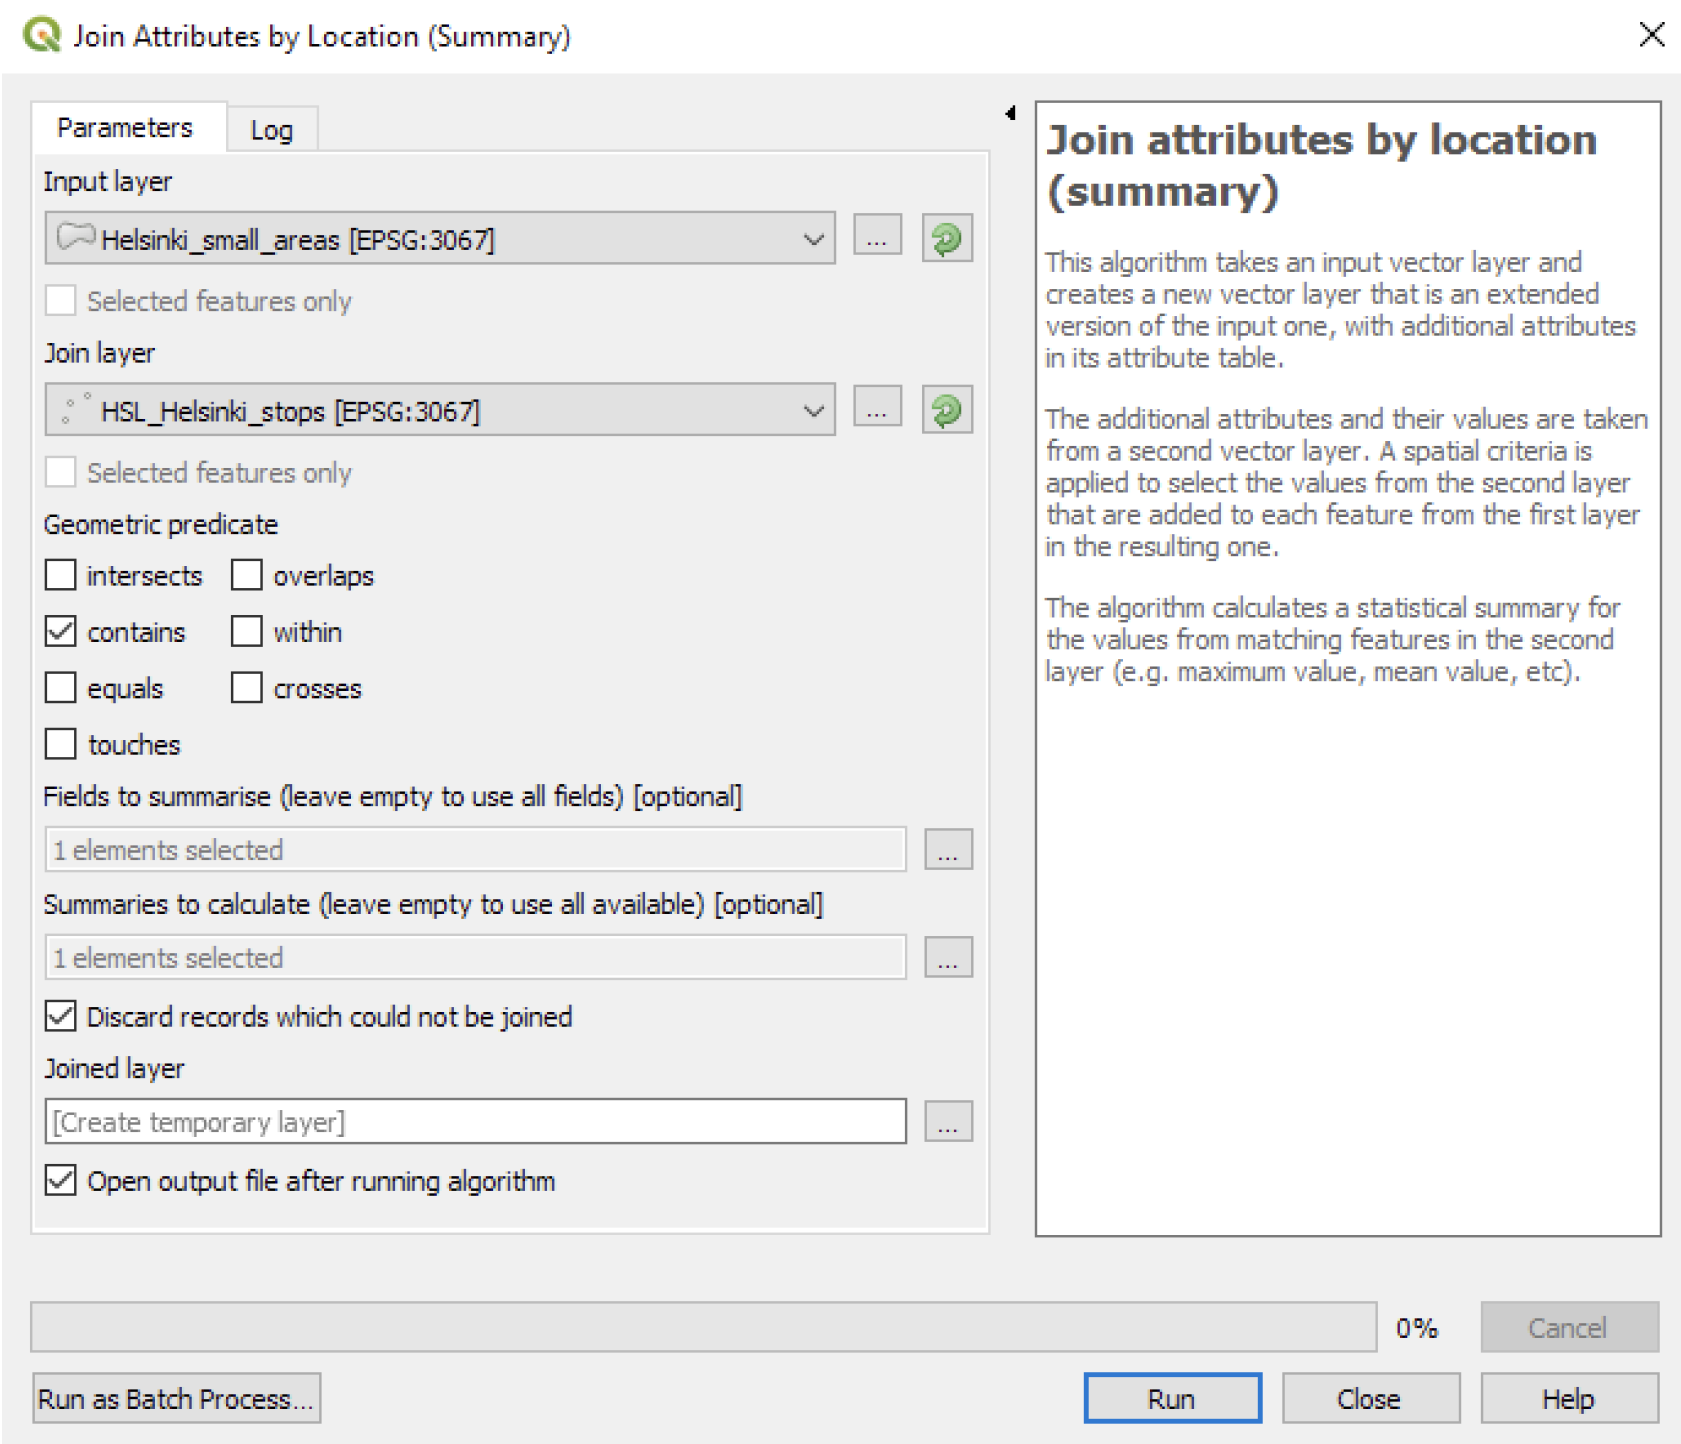 Join Attributes by Location (Summary)
Parameters
Log
Input layer
Helsinki_small_areas [EPSG:3067]
...
Selected features only
Join layer
HSL_Helsinki_stops [EPSG:3067]
...
Selected features only
Geometric predicate
intersects
overlaps
contains
within
equals
crosses
touches
Fields to summarise (leave empty to use all fields) [optional]
1 elements selected
...
Summaries to calculate (leave empty to use all available) [optional]
1 elements selected
...
Discard records which could not be joined
Joined layer
[Create temporary layer]
...
Open output file after running algorithm
Join attributes by location
(summary)
This algorithm takes an input vector layer and
creates a new vector layer that is an extended
version of the input one, with additional attributes
in its attribute table.
The additional attributes and their values are taken
from a second vector layer. A spatial criteria is
applied to select the values from the second layer
that are added to each feature from the first layer
in the resulting one.
The algorithm calculates a statistical summary for
the values from matching features in the second
layer (e.g. maximum value, mean value, etc).
0%
Cancel
Run as Batch Process...
Run
Close
Help